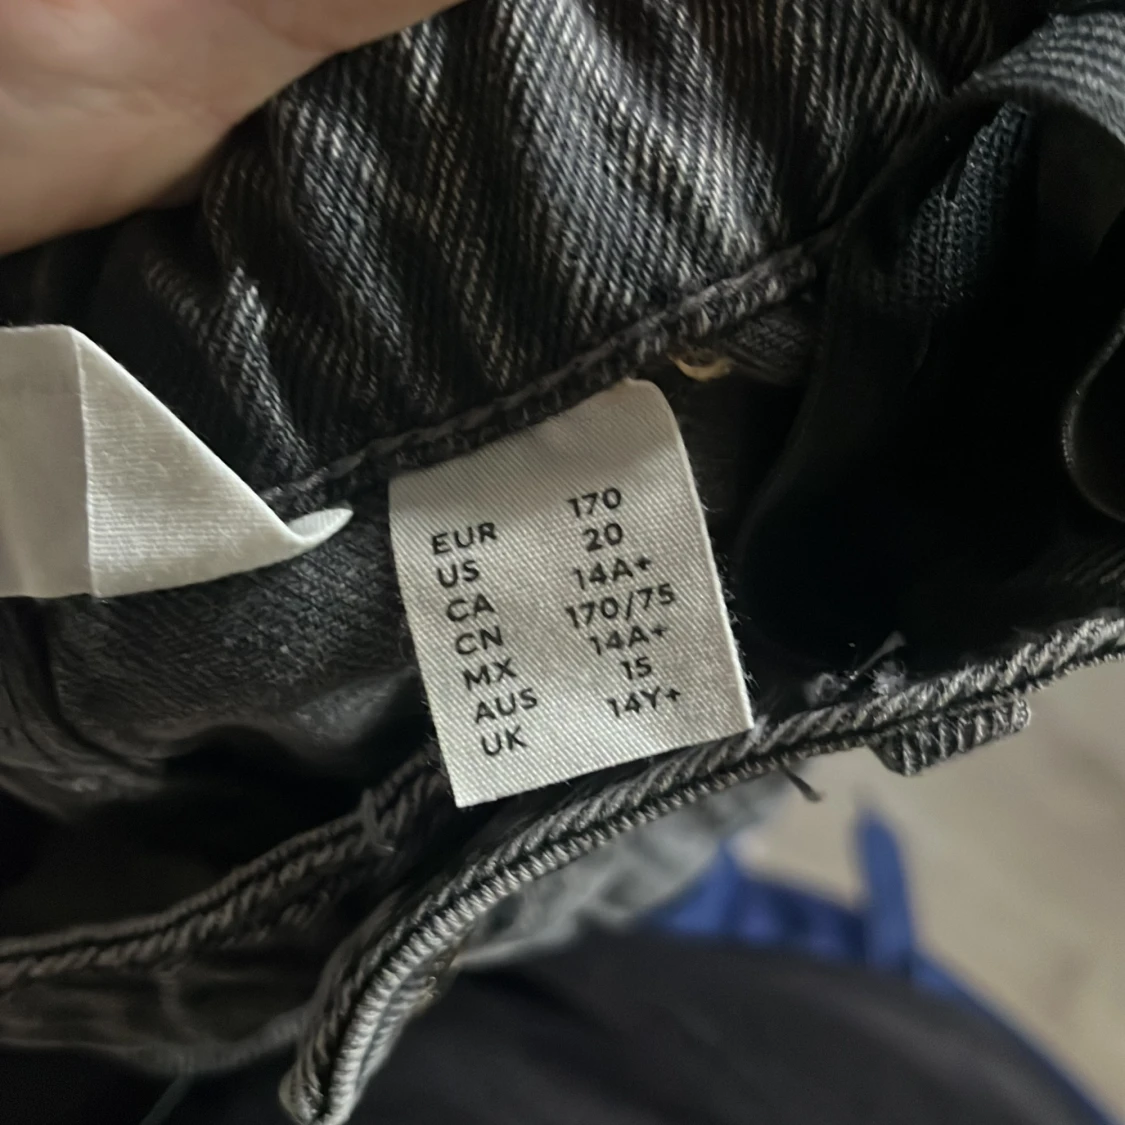 EUR 170
US 20
CA 14A+
CN 170/75
MX 14A+
AUS 15
UK 14Y+